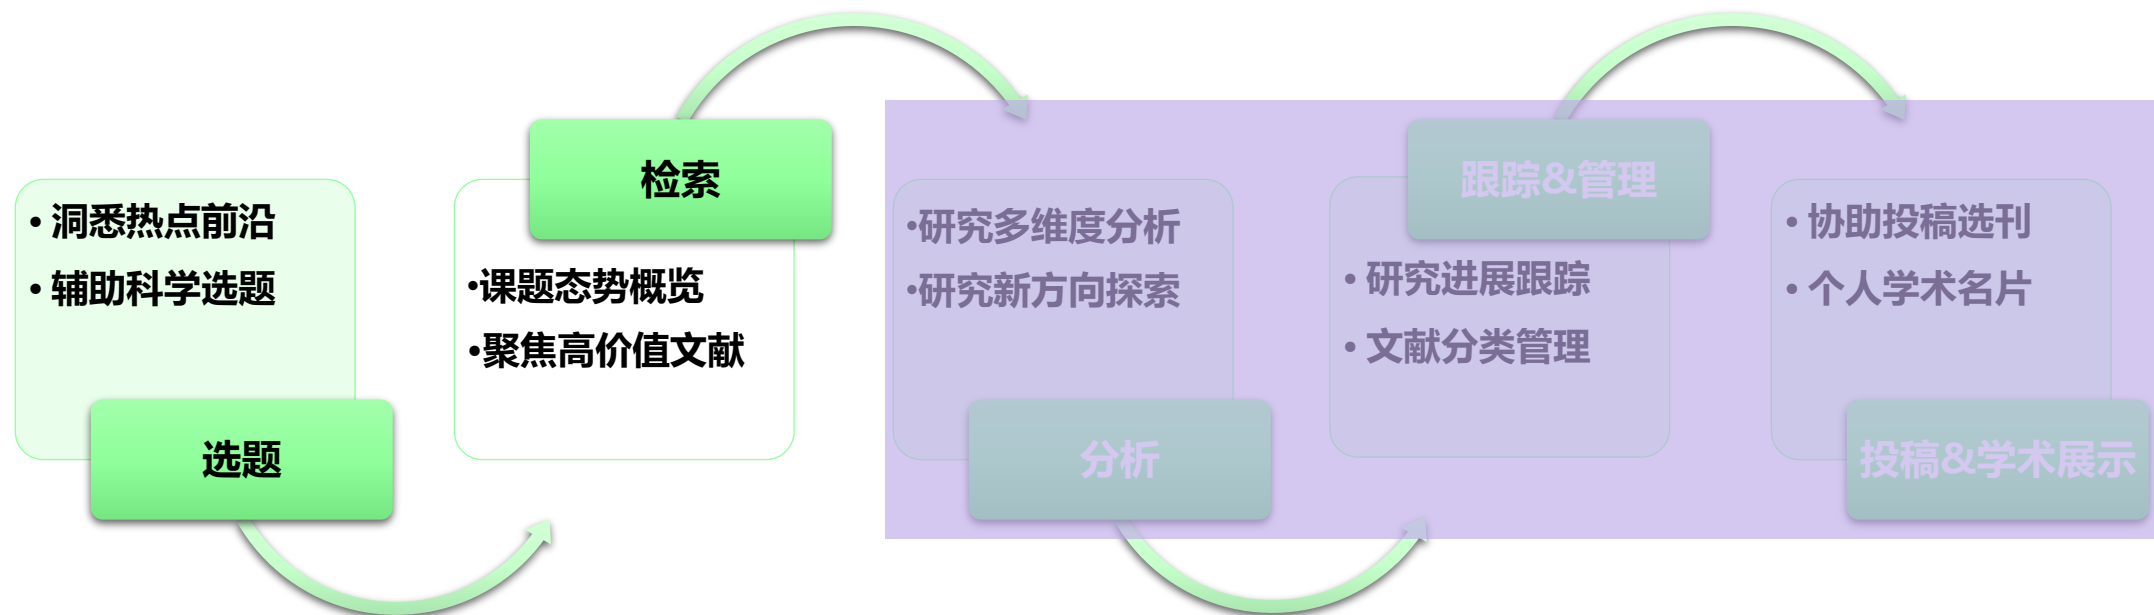 • 洞悉热点前沿
• 辅助科学选题
选题
检索
•课题态势概览
•聚焦高价值文献
•研究多维度分析
•研究新方向探索
分析
跟踪&管理
• 研究进展跟踪
• 文献分类管理
• 协助投稿选刊
• 个人学术名片
投稿&学术展示